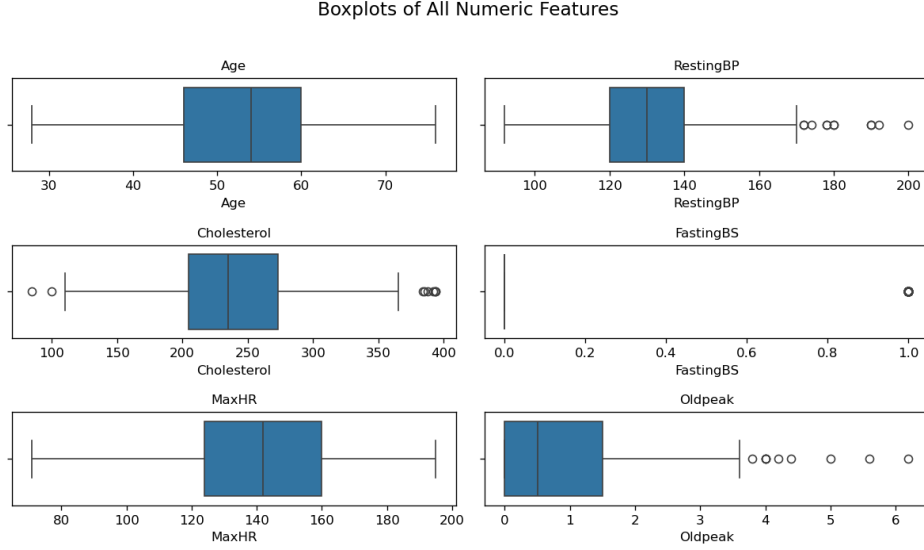 Boxplots of All Numeric Features
Age
30 40 50 60 70
Age
RestingBP
100 120 140 160 180 200
RestingBP
Cholesterol
100 150 200 250 300 350 400
Cholesterol
FastingBS
0.0 0.2 0.4 0.6 0.8 1.0
FastingBS
MaxHR
80 100 120 140 160 180 200
MaxHR
Oldpeak
0 1 2 3 4 5 6
Oldpeak